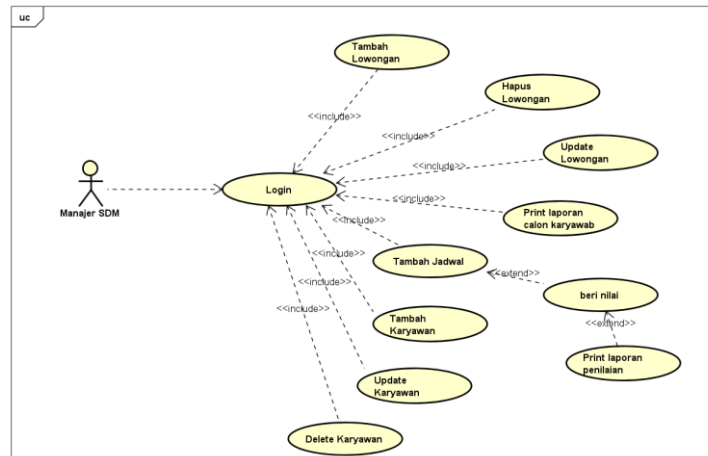 uc
Tambah
Lowongan
Hapus
Lowongan
<<include>>
<<include>>
Update
Lowongan
<<include>>
Manajer SDM
Login
<<include>>
Print laporan
calon karyawab
<<include>>
Tambah Jadwal
<<include>>
<<extend>>
beri nilai
<<include>>
<<include>>
Tambah
Karyawan
<<include>>
<<extend>>
Print laporan
penilaian
Update
Karyawan
Delete Karyawan